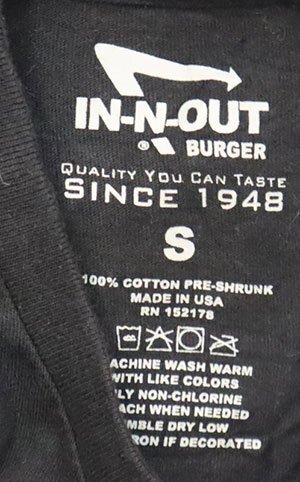 IN-N-OUT
® BURGER
QUALITY YOU CAN TASTE
SINCE 1948
S
100% COTTON PRE-SHRUNK
MADE IN USA
RN 152178
ACHINE WASH WARM
WITH LIKE COLORS
LY NON-CHLORINE
ACH WHEN NEEDED
MBLE DRY LOW
RON IF DECORATED